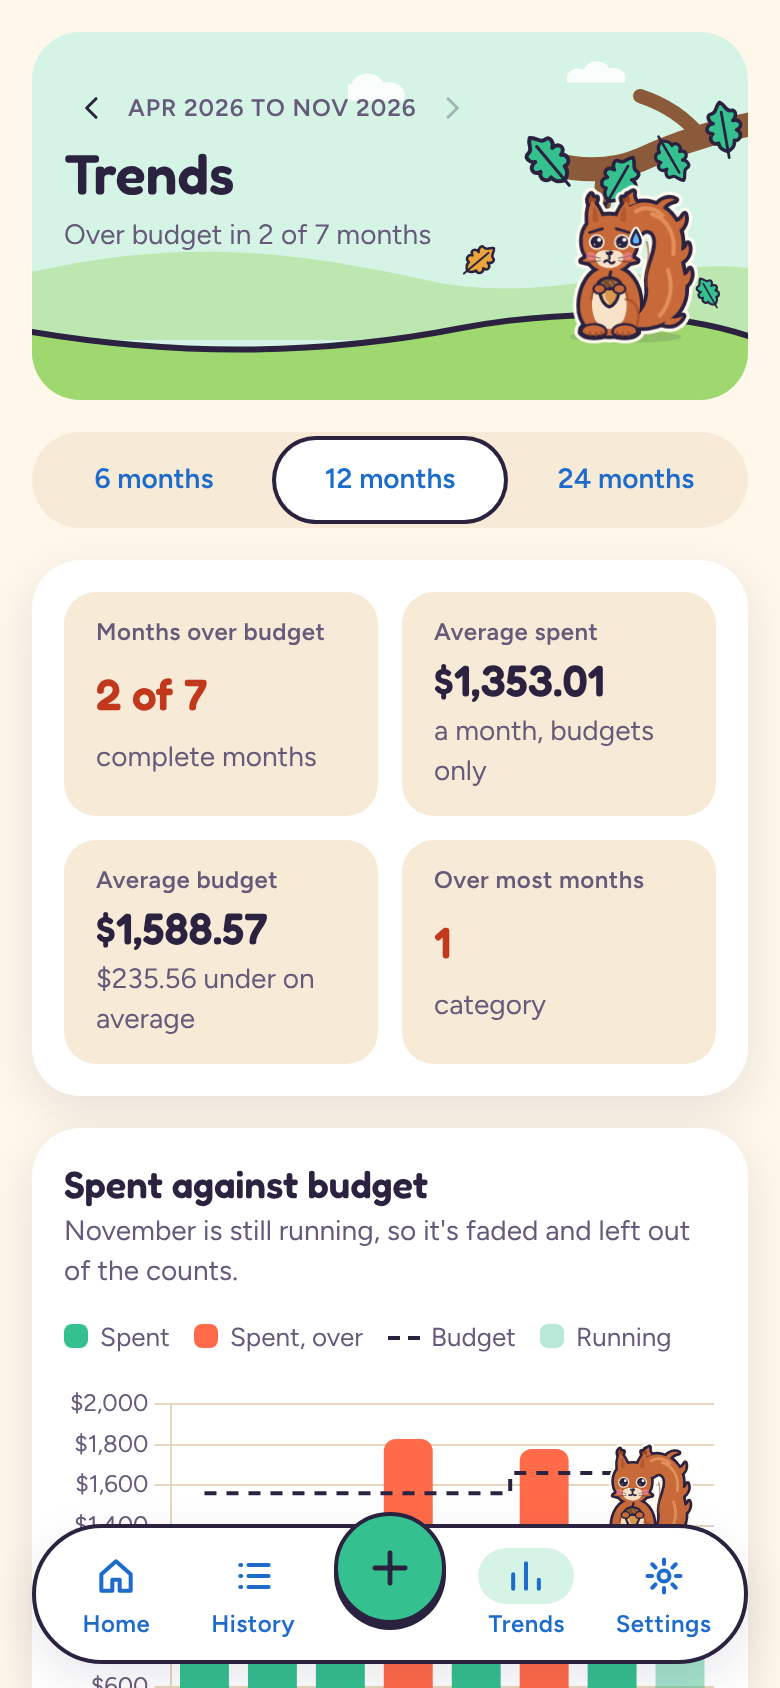 APR 2026 TO NOV 2026
Trends
Over budget in 2 of 7 months
6 months
12 months
24 months
Months over budget
2 of 7
complete months
Average spent
$1,353.01
a month, budgets
only
Average budget
$1,588.57
$235.56 under on
average
Over most months
1
category
Spent against budget
November is still running, so it's faded and left out
of the counts.
Spent
Spent, over
Budget
Running
$2,000
$1,800
$1,600
$1,400
Home
History
Trends
Settings
$600